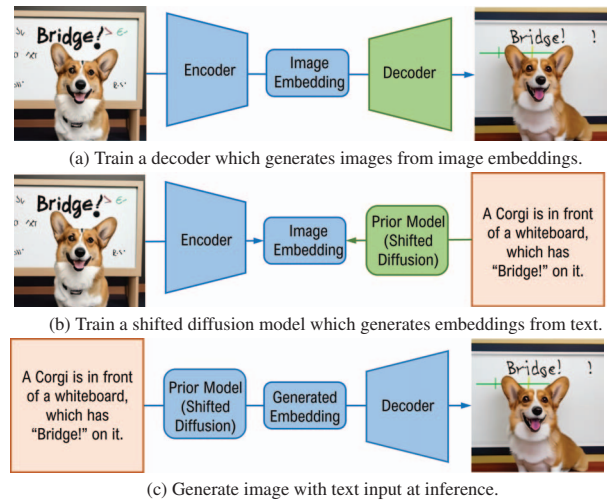 Bridge!
Encoder
Image
Embedding
Decoder
Bridge!
!
(a) Train a decoder which generates images from image embeddings.
Bridge!
Encoder
Image
Embedding
Prior Model
(Shifted
Diffusion)
A Corgi is in front
of a whiteboard,
which has
"Bridge!" on it.
(b) Train a shifted diffusion model which generates embeddings from text.
A Corgi is in front
of a whiteboard,
which has
"Bridge!" on it.
Prior Model
(Shifted
Diffusion)
Generated
Embedding
Decoder
Bridge!
!
(c) Generate image with text input at inference.